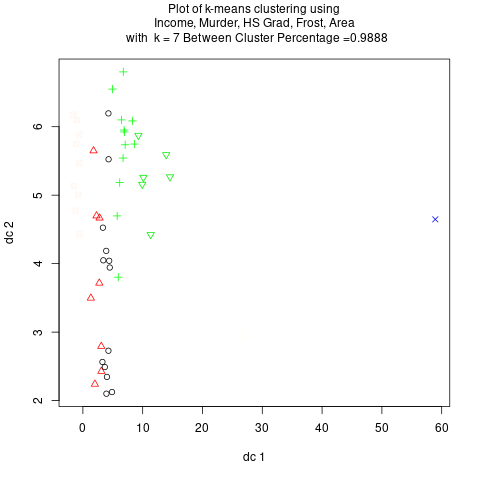 Plot of k-means clustering using
Income, Murder, HS Grad, Frost, Area
with k = 7 Between Cluster Percentage =0.9888
dc 2
6
5
4
3
2
0 10 20 30 40 50 60
dc 1